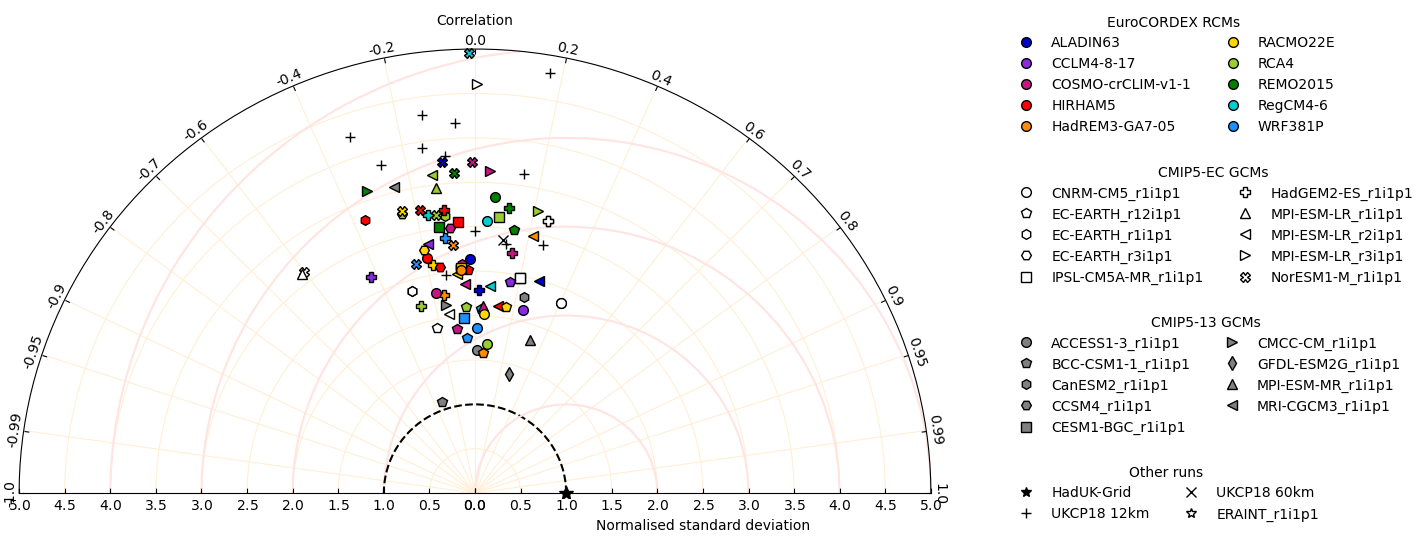 Correlation
-0.2 0.0 0.2
-0.4 0.4
-0.6 0.6
-0.7 0.7
-0.8 0.8
-0.9 0.9
-0.95 0.95
-0.99 0.99
-1.0 1.0
5.0 4.5 4.0 3.5 3.0 2.5 2.0 1.5 1.0 0.5 0.0 0.5 1.0 1.5 2.0 2.5 3.0 3.5 4.0 4.5 5.0
Normalised standard deviation
EuroCORDEX RCMs
ALADIN63 RACMO22E
CCLM4-8-17 RCA4
COSMO-crCLIM-v1-1 REMO2015
HIRHAM5 RegCM4-6
HadREM3-GA7-05 WRF381P
CMIP5-EC GCMs
CNRM-CM5_r1i1p1 HadGEM2-ES_r1i1p1
EC-EARTH_r12i1p1 MPI-ESM-LR_r1i1p1
EC-EARTH_r1i1p1 MPI-ESM-LR_r2i1p1
EC-EARTH_r3i1p1 MPI-ESM-LR_r3i1p1
IPSL-CM5A-MR_r1i1p1 NorESM1-M_r1i1p1
CMIP5-13 GCMs
ACCESS1-3_r1i1p1 CMCC-CM_r1i1p1
BCC-CSM1-1_r1i1p1 GFDL-ESM2G_r1i1p1
CanESM2_r1i1p1 MPI-ESM-MR_r1i1p1
CCSM4_r1i1p1 MRI-CGCM3_r1i1p1
CESM1-BGC_r1i1p1
Other runs
HadUK-Grid UKCP18 60km
UKCP18 12km ERAINT_r1i1p1